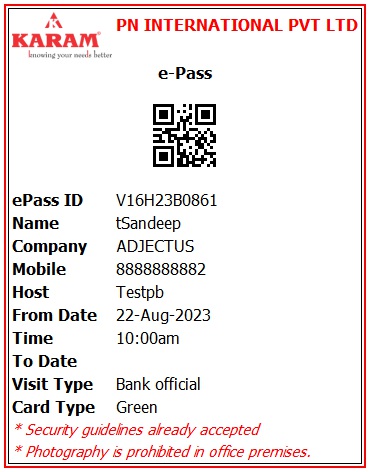 PN INTERNATIONAL PVT LTD
KARAM®
knowing your needs better
e-Pass
ePass ID V16H23B0861
Name tSandeep
Company ADJECTUS
Mobile 8888888882
Host Testpb
From Date 22-Aug-2023
Time 10:00am
To Date
Visit Type Bank official
Card Type Green
* Security guidelines already accepted
* Photography is prohibited in office premises.